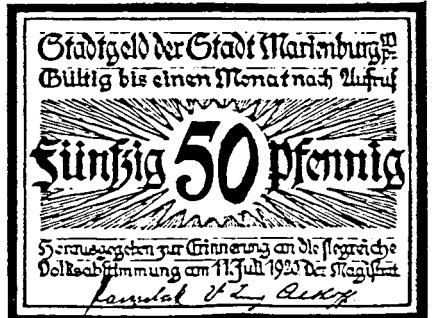 Stadtgeld der Stadt Marienburg W/Pr.
Gültig bis einen Monat nach Aufruf
Fünfzig 50 Pfennig
Herausgegeben zur Erinnerung an die siegreiche
Volksabstimmung am 11. Juli 1920 Der Magistrat